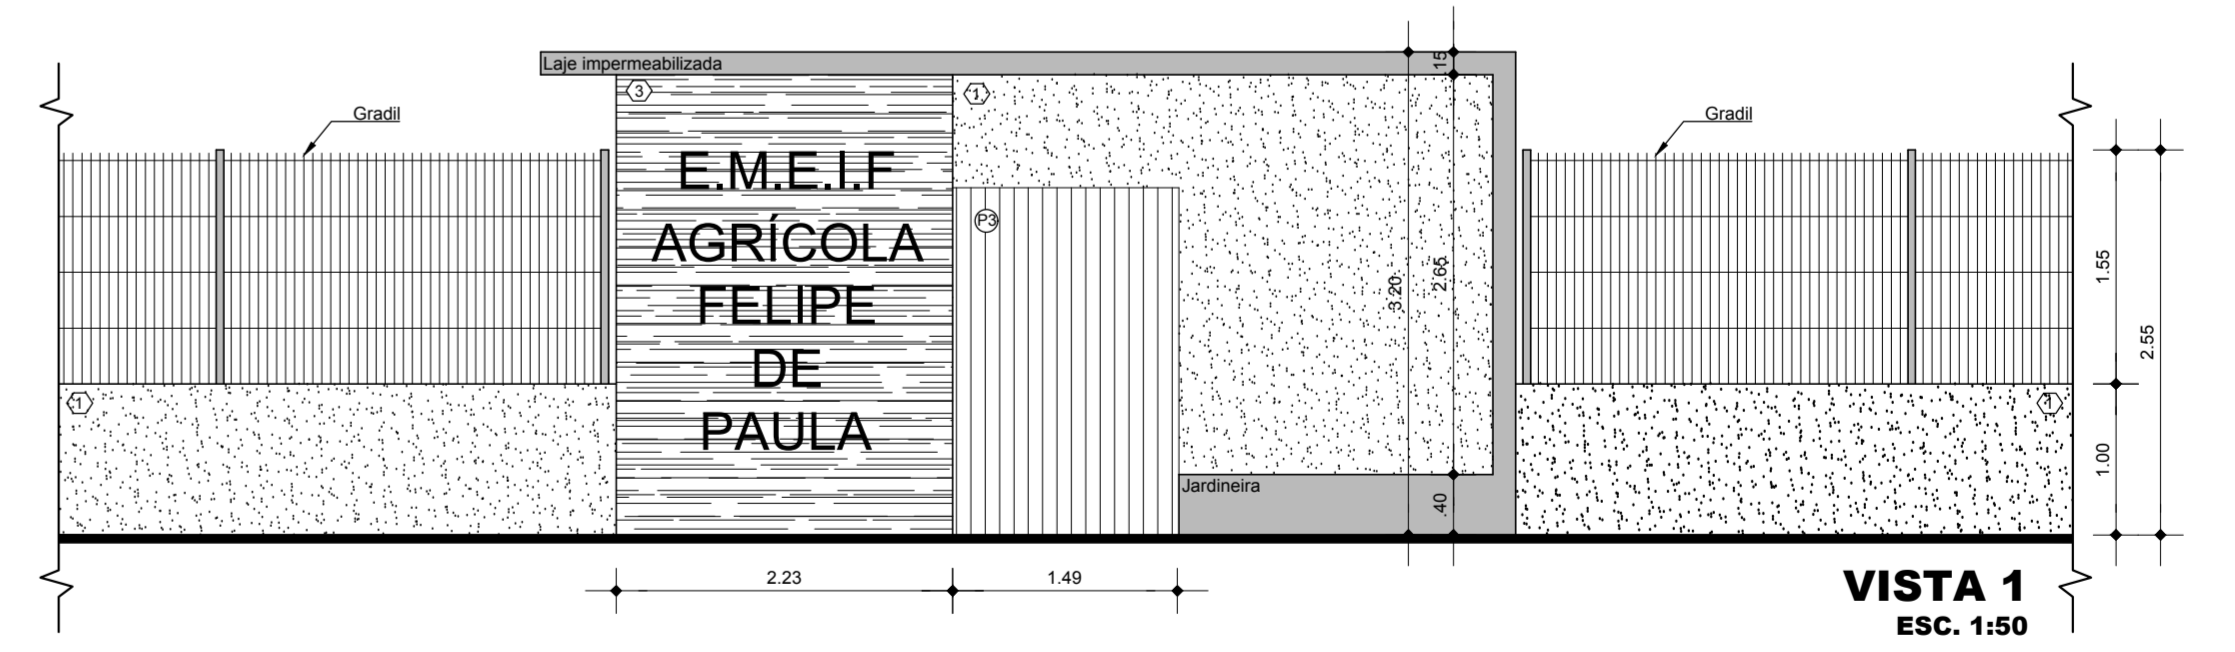 Laje impermeabilizada
15
3
1
Gradil
Gradil
E.M.E.I.F
AGRÍCOLA
FELIPE
DE
PAULA
P3
3.20
2.65
1.55
2.55
1
1
1.00
Jardineira
.40
2.23
1.49
VISTA 1
ESC. 1:50